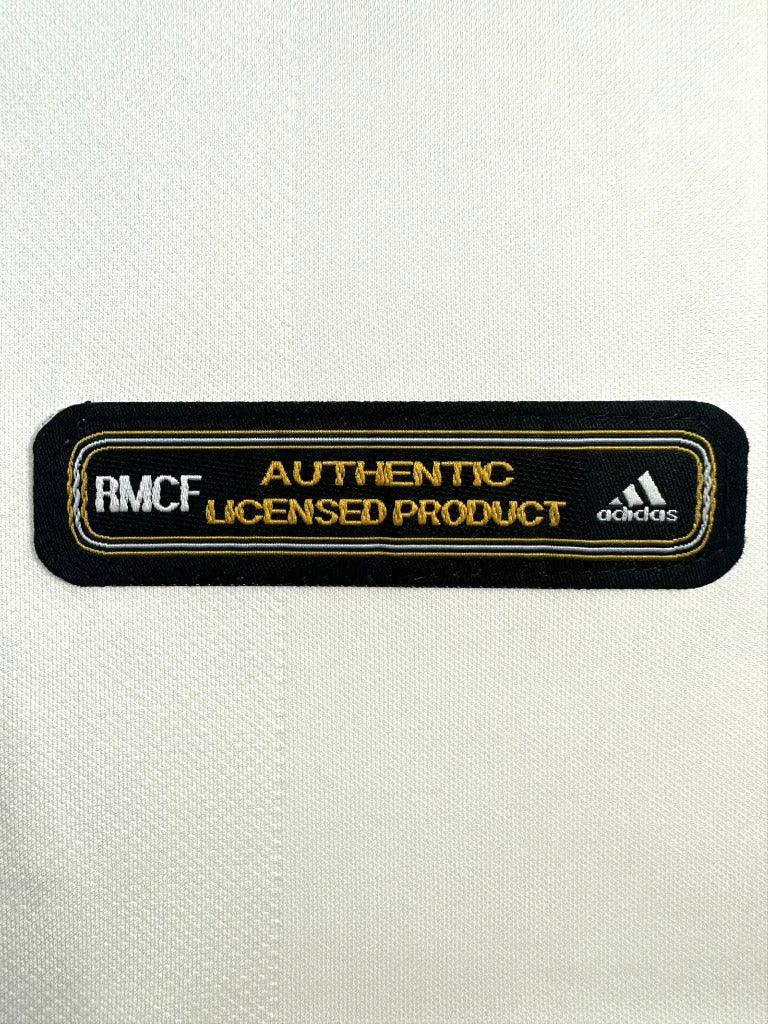 RMCF
AUTHENTIC
LICENSED PRODUCT
adidas